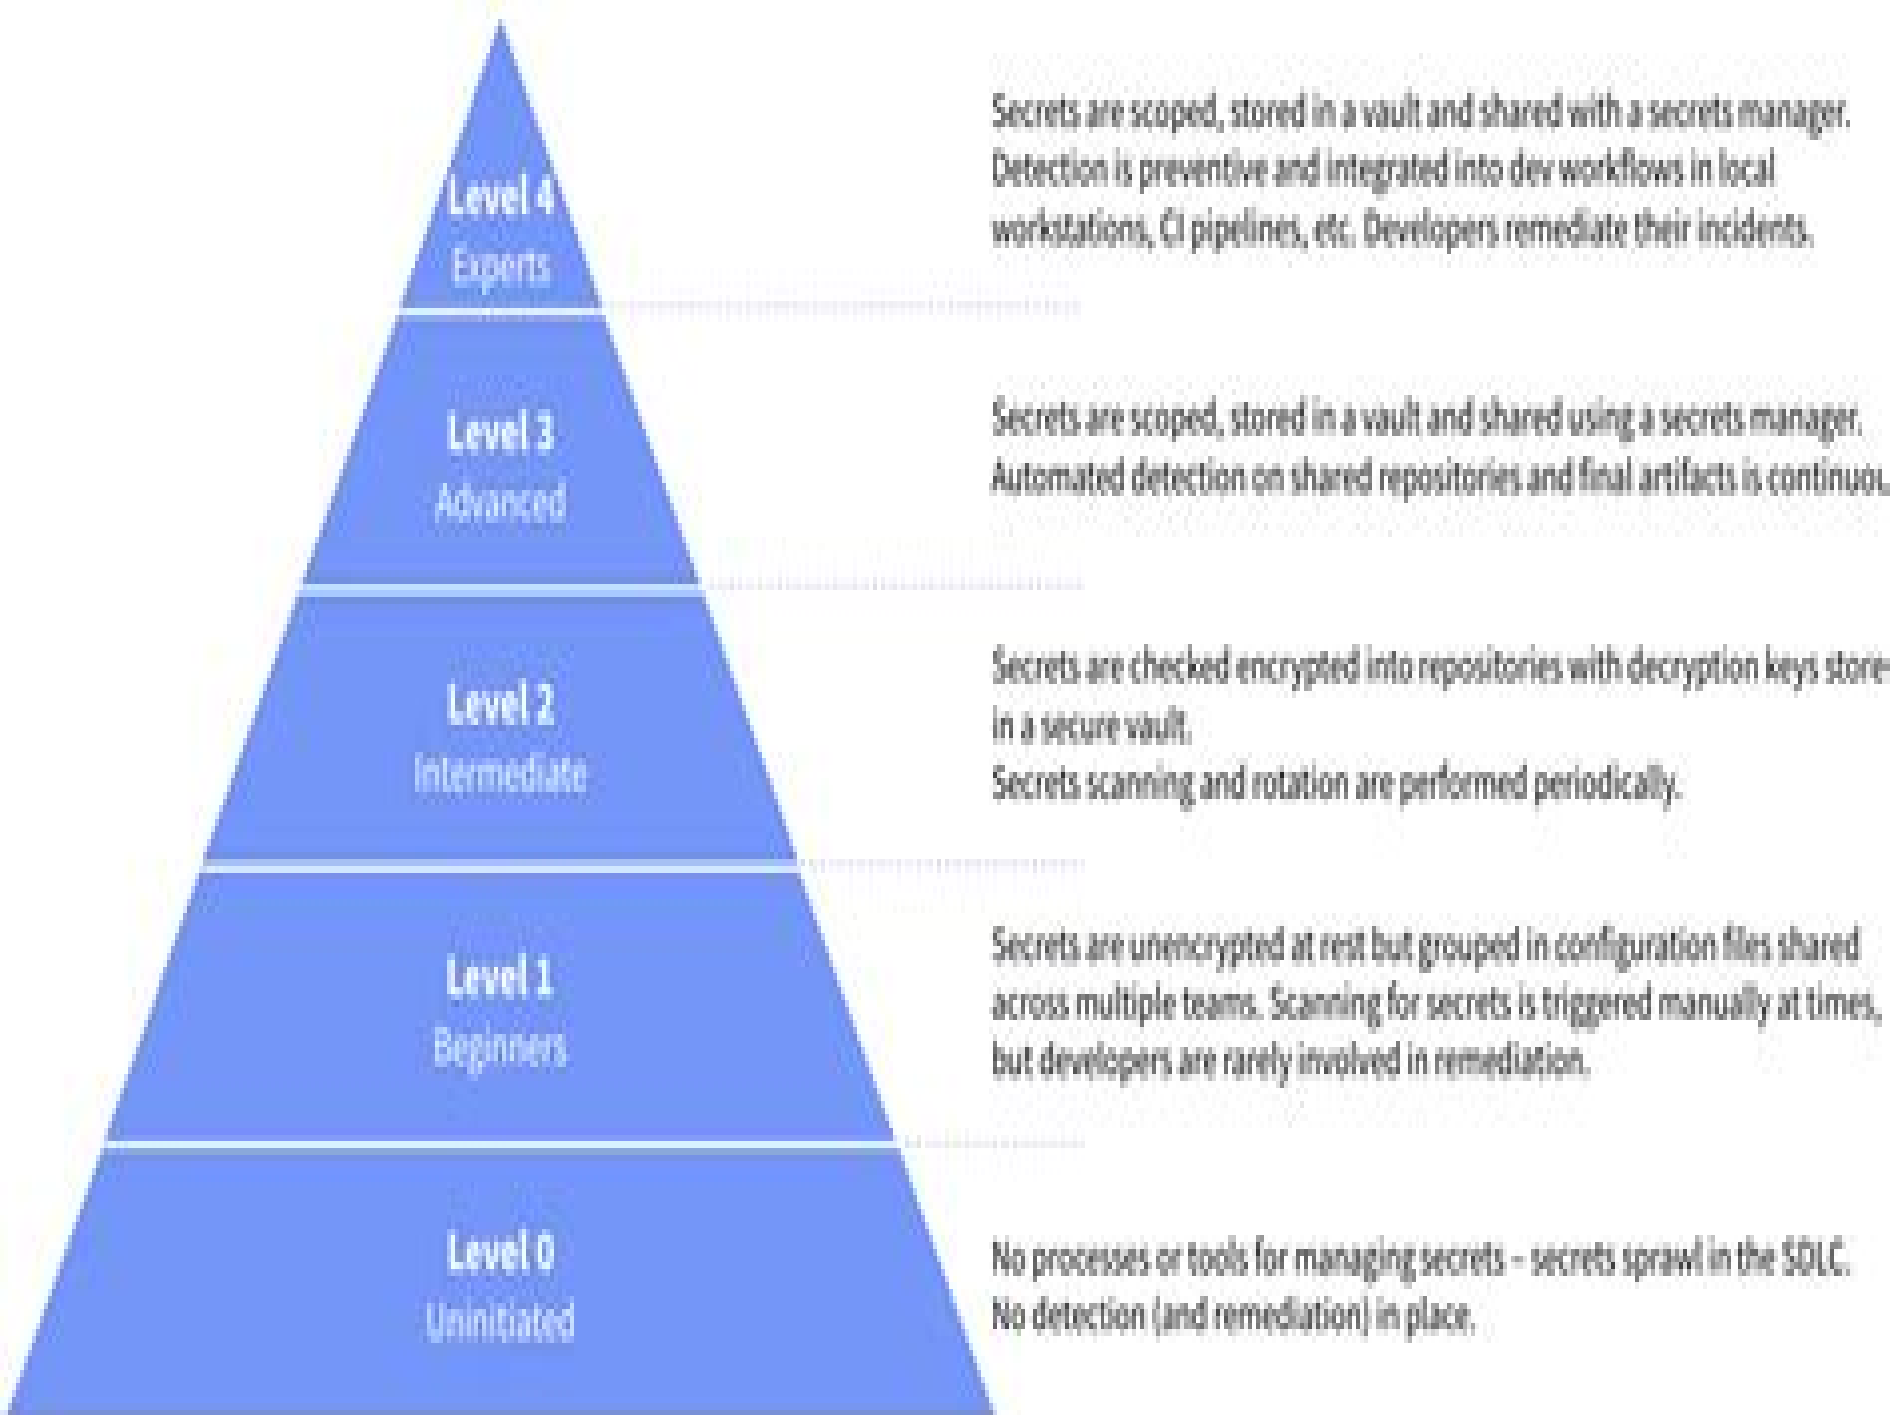 Level 4
Experts
Secrets are scoped, stored in a vault and shared with a secrets manager.
Detection is preventive and integrated into dev workflows in local
workstations, CI pipelines, etc. Developers remediate their incidents.
Level 3
Advanced
Secrets are scoped, stored in a vault and shared using a secrets manager.
Automated detection on shared repositories and final artifacts is
Level 2
Intermediate
Secrets are checked encrypted into repositories with decryption keys store
in a secure vault.
Secrets scanning and rotation are performed periodically.
Level 1
Beginners
Secrets are unencrypted at rest but grouped in configuration files shared
across multiple teams. Scanning for secrets is triggered manually at times,
but developers are rarely involved in remediation.
Level 0
Uninitiated
No processes or tools for managing secrets – secrets sprawl in the SDLC.
No detection (and remediation) in place.